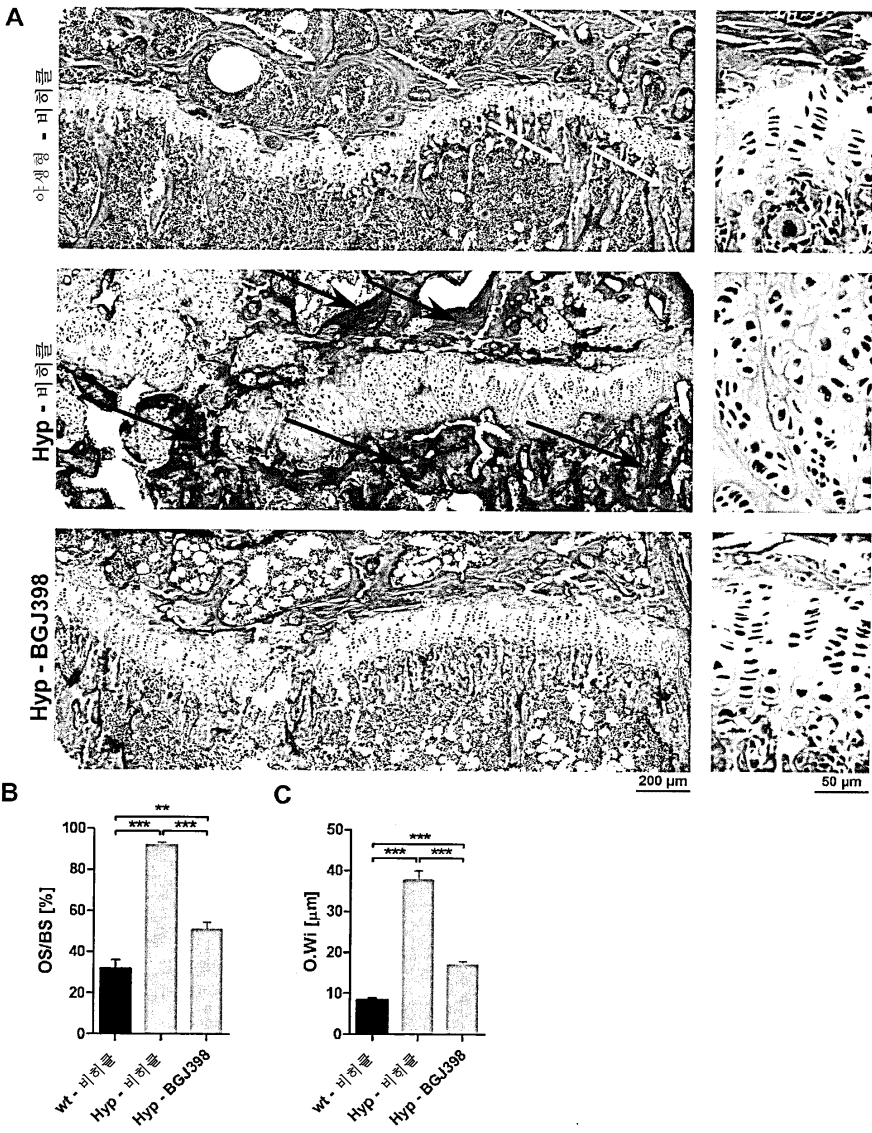 A
야생형 - 비히클
Hyp - 비히클
Hyp - BGJ398
200 µm
50 µm
B
C
OS/BS [%]
100
80
60
40
20
0
**
***
***
wt - 비히클
Hyp - 비히클
Hyp - BGJ398
O.Wi [µm]
50
40
30
20
10
0
***
***
***
wt - 비히클
Hyp - 비히클
Hyp - BGJ398